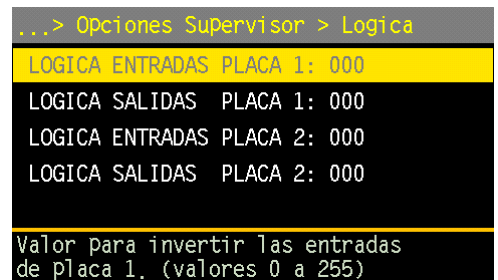 ...> Opciones Supervisor > Logica
LOGICA ENTRADAS PLACA 1: 000
LOGICA SALIDAS PLACA 1: 000
LOGICA ENTRADAS PLACA 2: 000
LOGICA SALIDAS PLACA 2: 000
Valor para invertir las entradas
de placa 1. (valores 0 a 255)